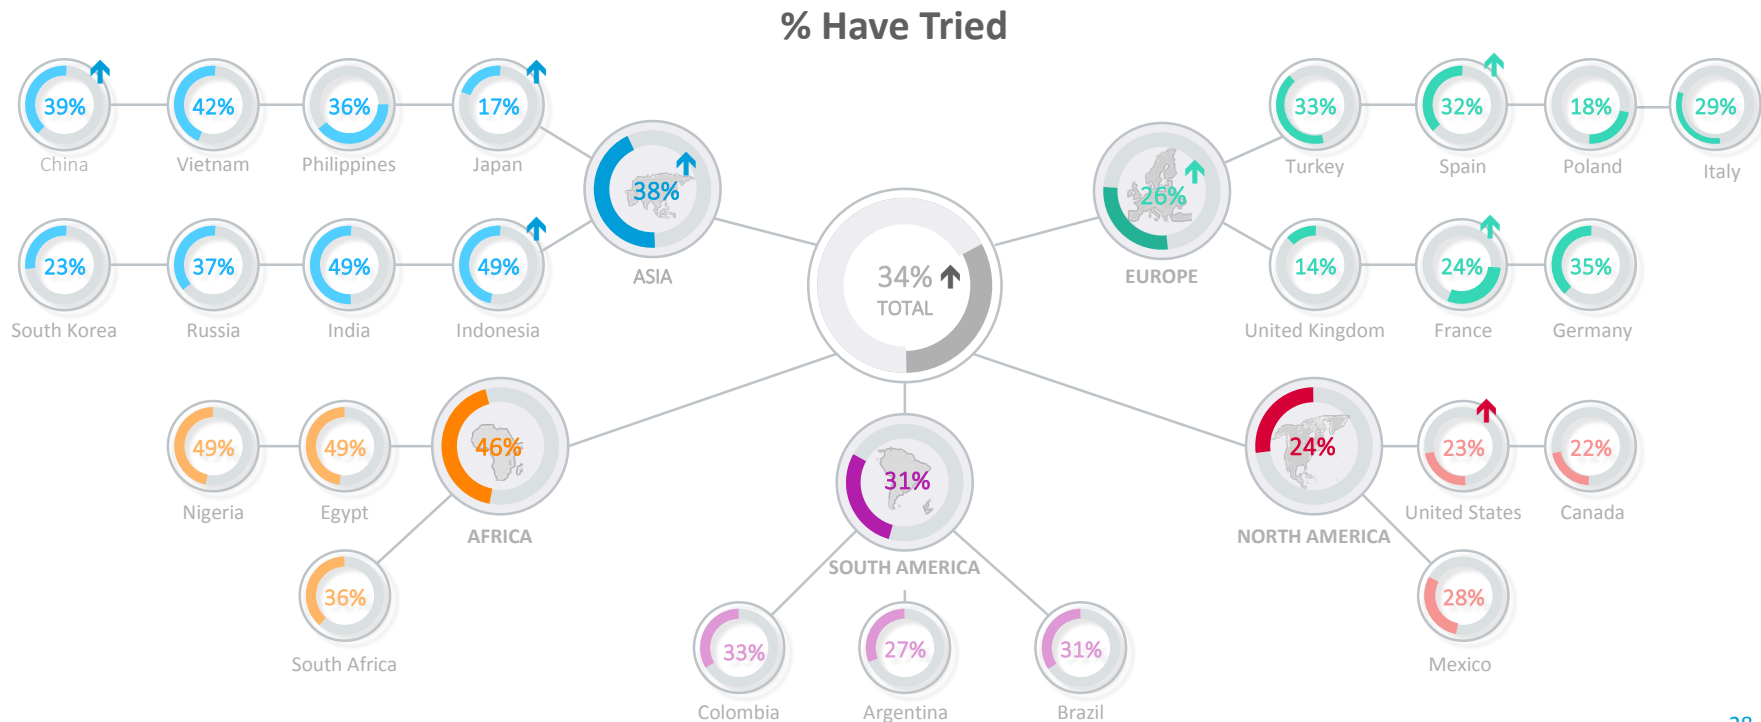 % Have Tried
39%
China
42%
Vietnam
36%
Philippines
17%
Japan
23%
South Korea
37%
Russia
49%
India
49%
Indonesia
38%
ASIA
34%
TOTAL
26%
EUROPE
33%
Turkey
32%
Spain
18%
Poland
29%
Italy
14%
United Kingdom
24%
France
35%
Germany
49%
Nigeria
49%
Egypt
46%
AFRICA
36%
South Africa
31%
SOUTH AMERICA
33%
Colombia
27%
Argentina
31%
Brazil
24%
NORTH AMERICA
23%
United States
22%
Canada
28%
Mexico
28